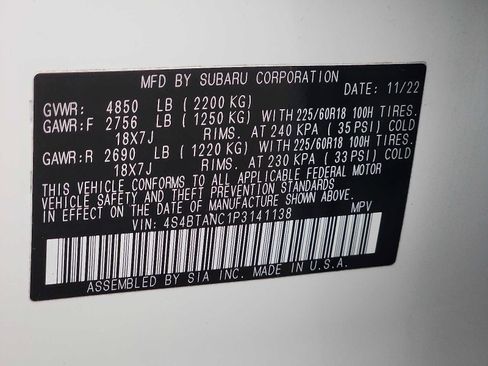 MFD BY SUBARU CORPORATION
DATE: 11/22
GVWR: 4850 LB (2200 KG)
GAWR:F 2756 LB (1250 KG) WITH 225/60R18 100H TIRES.
18X7J RIMS. AT 240 KPA (35 PSI) COLD
GAWR:R 2690 LB (1220 KG) WITH 225/60R18 100H TIRES.
18X7J RIMS. AT 230 KPA (33 PSI) COLD
THIS VEHICLE CONFORMS TO ALL APPLICABLE FEDERAL MOTOR
VEHICLE SAFETY AND THEFT PREVENTION STANDARDS
IN EFFECT ON THE DATE OF MANUFACTURE SHOWN ABOVE.
VIN: 4S4BTANC1P3141138 MPV
ASSEMBLED BY SIA INC. MADE IN U.S.A.